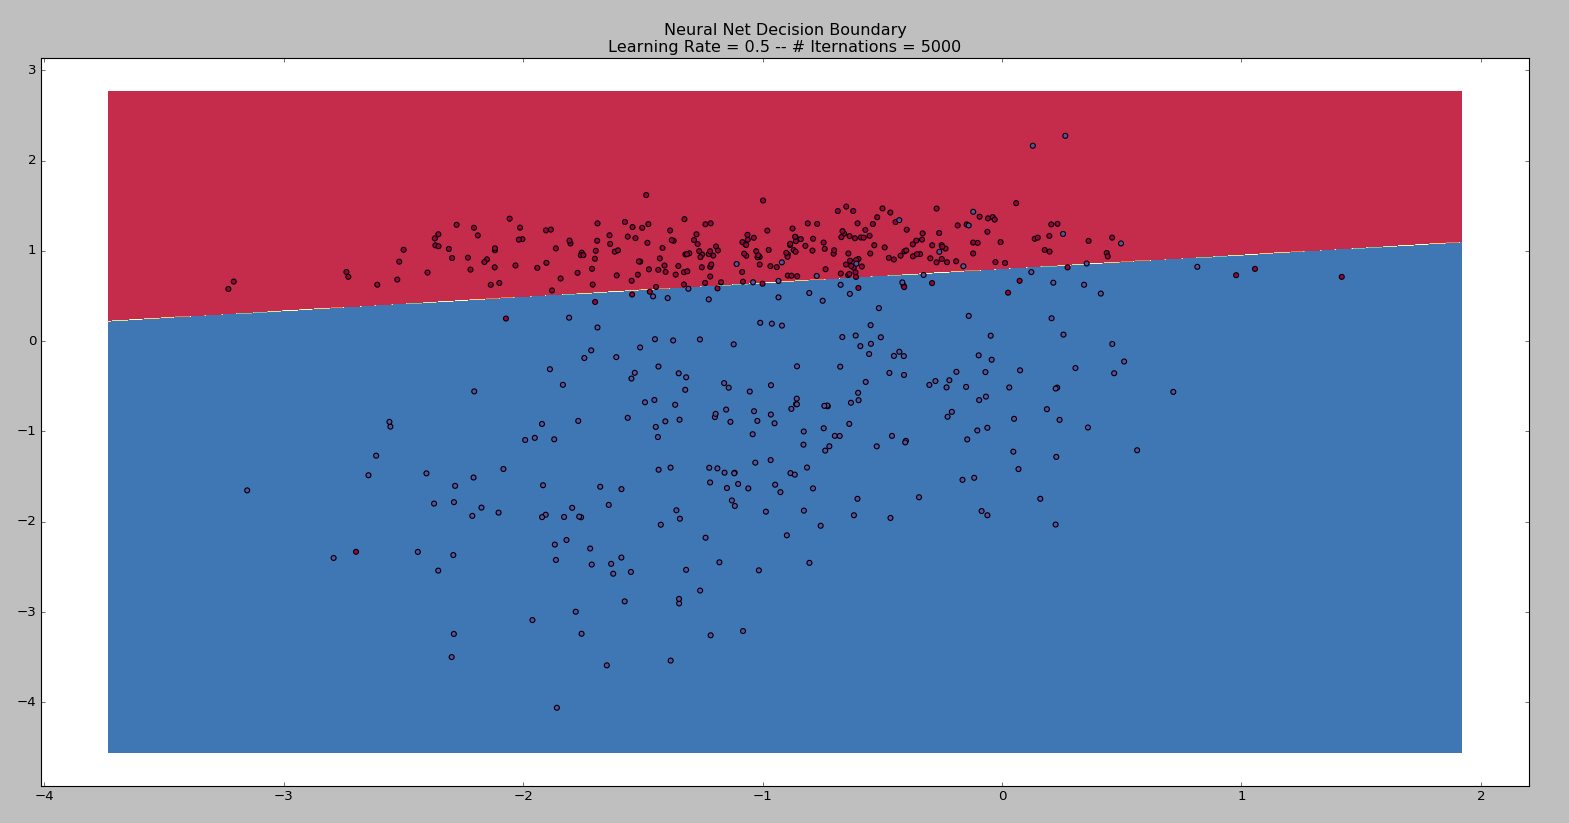 Neural Net Decision Boundary
Learning Rate = 0.5 -- # Iternations = 5000
3
2
1
0
−1
−2
−3
−4
−4 −3 −2 −1 0 1 2